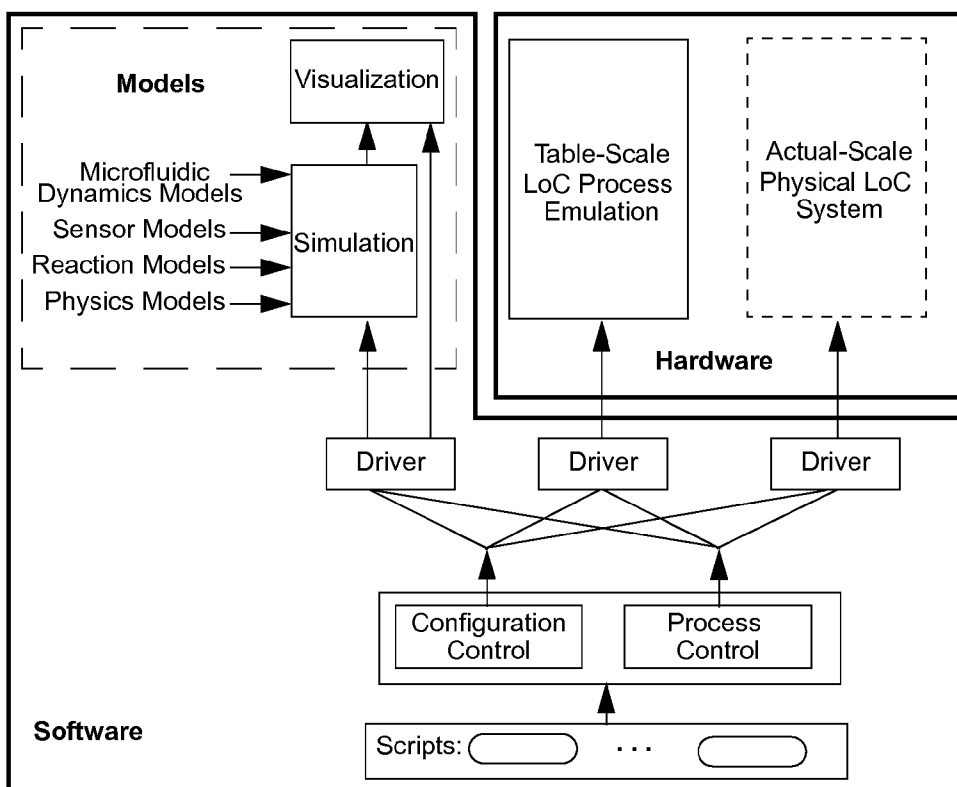 Models
Visualization
Microfluidic
Dynamics Models
Sensor Models
Reaction Models
Physics Models
Simulation
Table-Scale
LoC Process
Emulation
Actual-Scale
Physical LoC
System
Hardware
Driver
Driver
Driver
Configuration
Control
Process
Control
Software
Scripts:
. . .